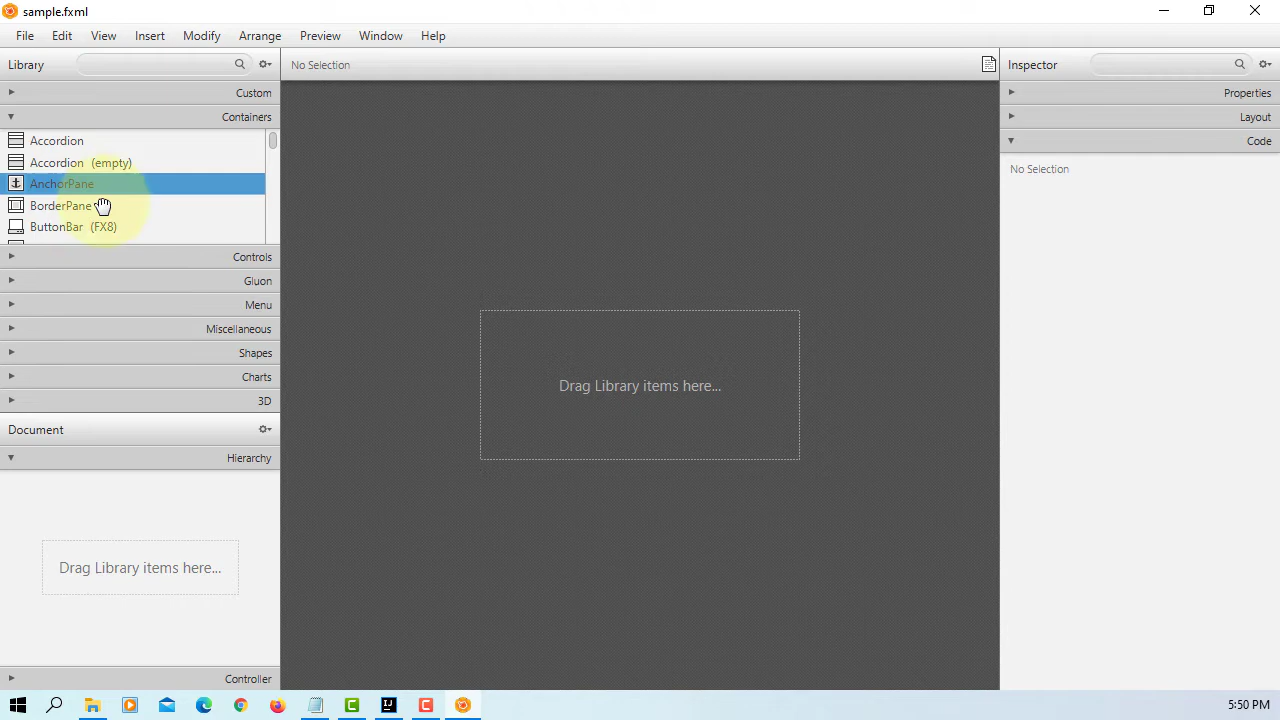 sample.fxml
File Edit View Insert Modify Arrange Preview Window Help
Library
No Selection
Inspector
Custom
Containers
Accordion
Accordion (empty)
AnchorPane
BorderPane
ButtonBar (FX8)
Controls
Gluon
Menu
Miscellaneous
Shapes
Charts
3D
Document
Hierarchy
Drag Library items here...
Controller
Drag Library items here...
Properties
Layout
Code
No Selection
5:50 PM